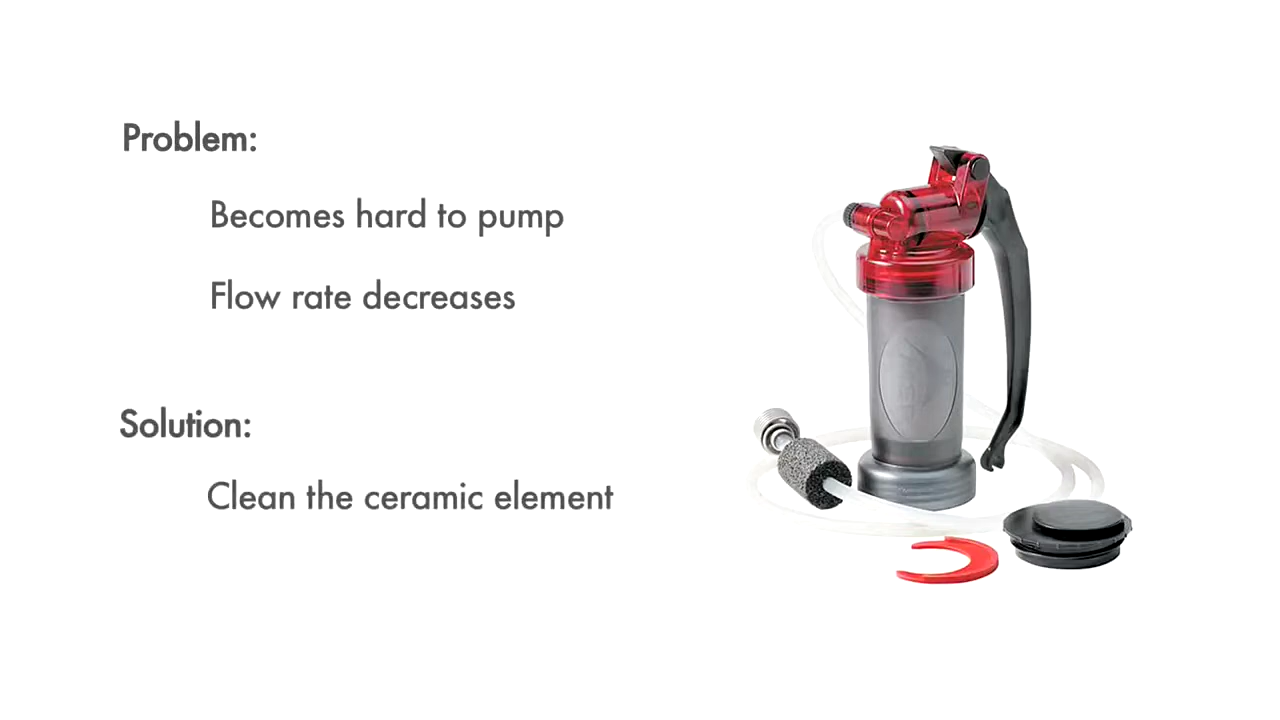 Problem:
Becomes hard to pump
Flow rate decreases
Solution:
Clean the ceramic element